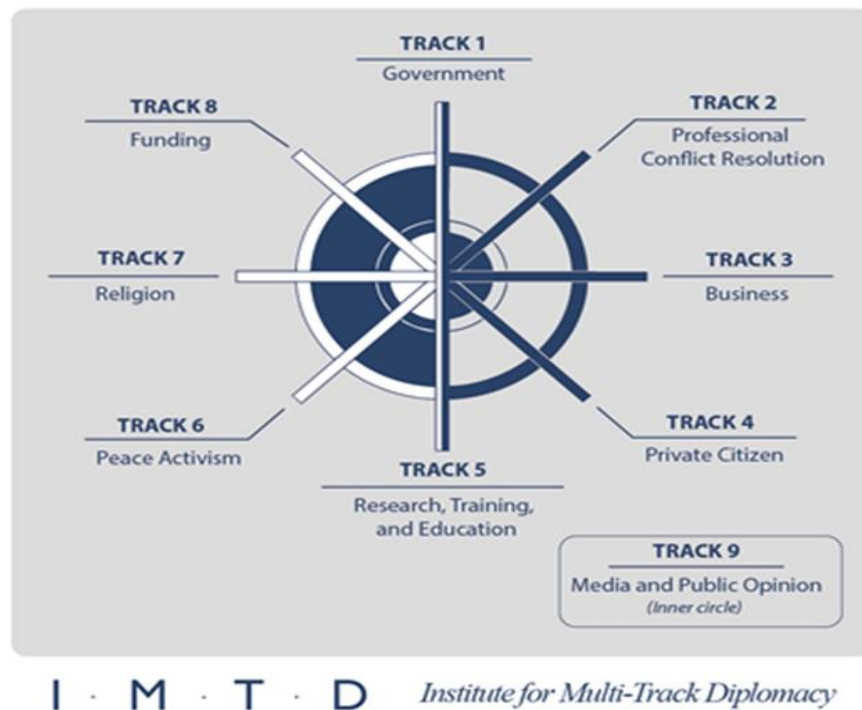 TRACK 1
Government
TRACK 8
Funding
TRACK 2
Professional
Conflict Resolution
TRACK 7
Religion
TRACK 3
Business
TRACK 6
Peace Activism
TRACK 4
Private Citizen
TRACK 5
Research, Training,
and Education
TRACK 9
Media and Public Opinion
(Inner circle)
I · M · T · D Institute for Multi-Track Diplomacy